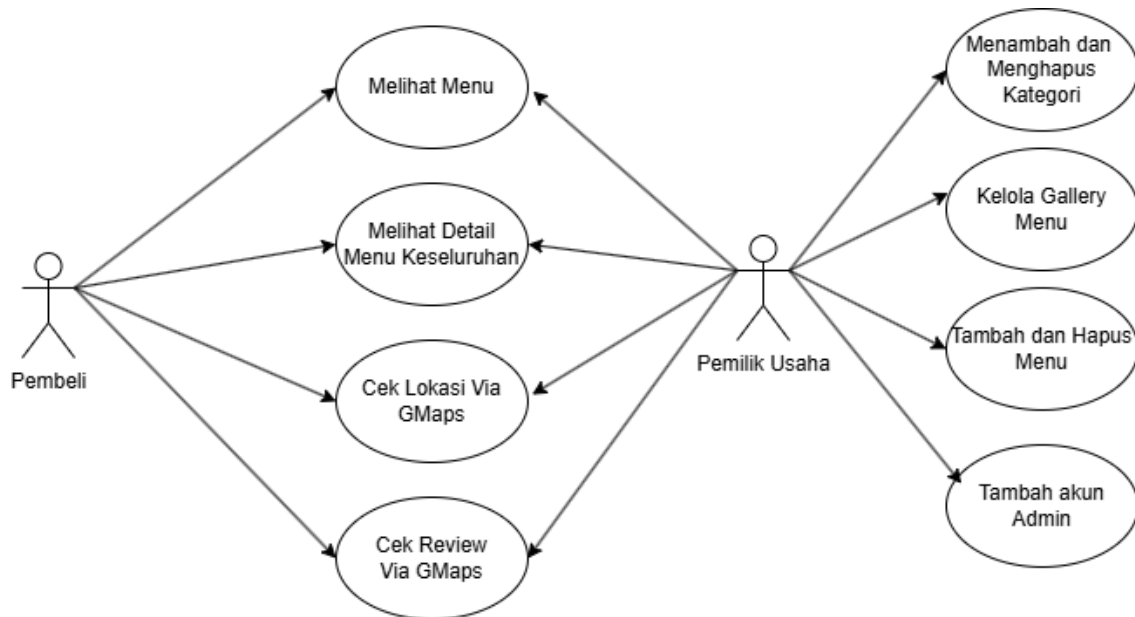 Melihat Menu
Melihat Detail
Menu Keseluruhan
Cek Lokasi Via
GMaps
Cek Review
Via GMaps
Pembeli
Pemilik Usaha
Menambah dan
Menghapus
Kategori
Kelola Gallery
Menu
Tambah dan Hapus
Menu
Tambah akun
Admin